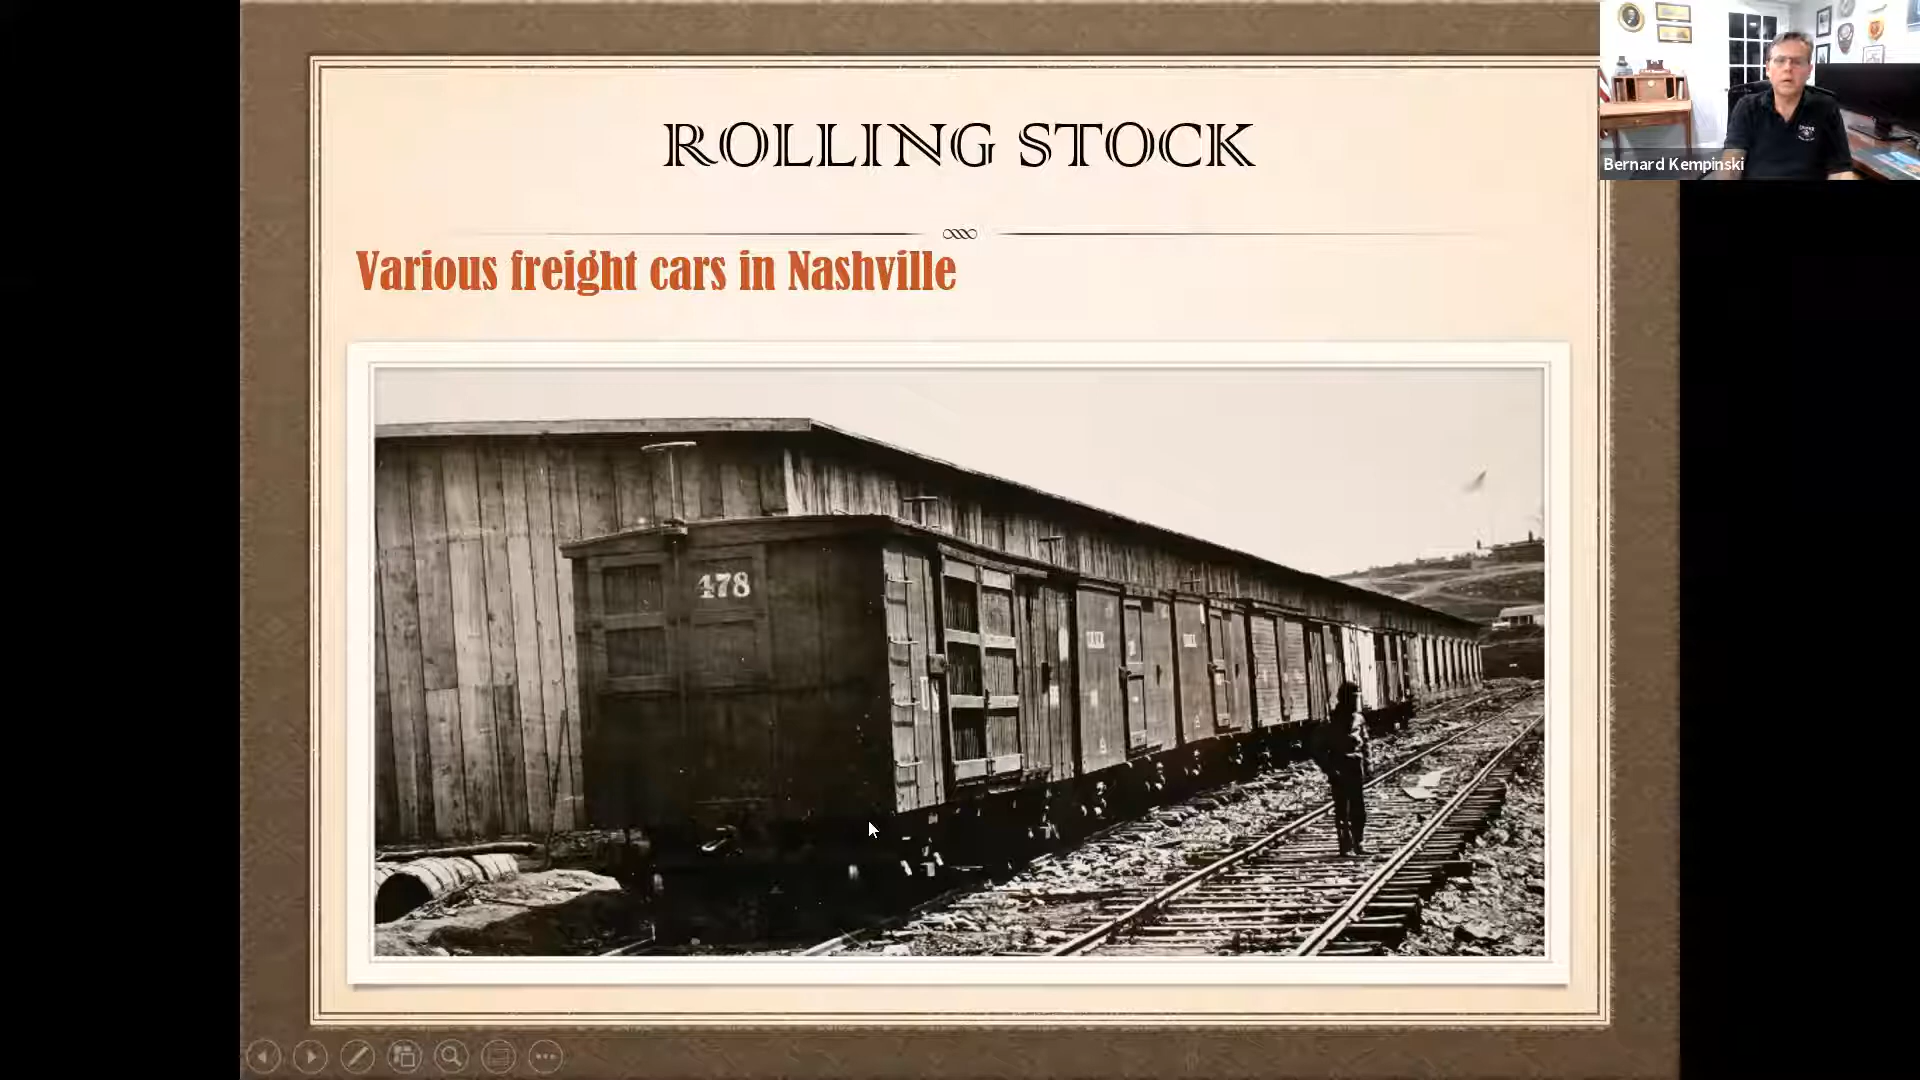 ROLLING STOCK
Bernard Kempinski
Various freight cars in Nashville
478